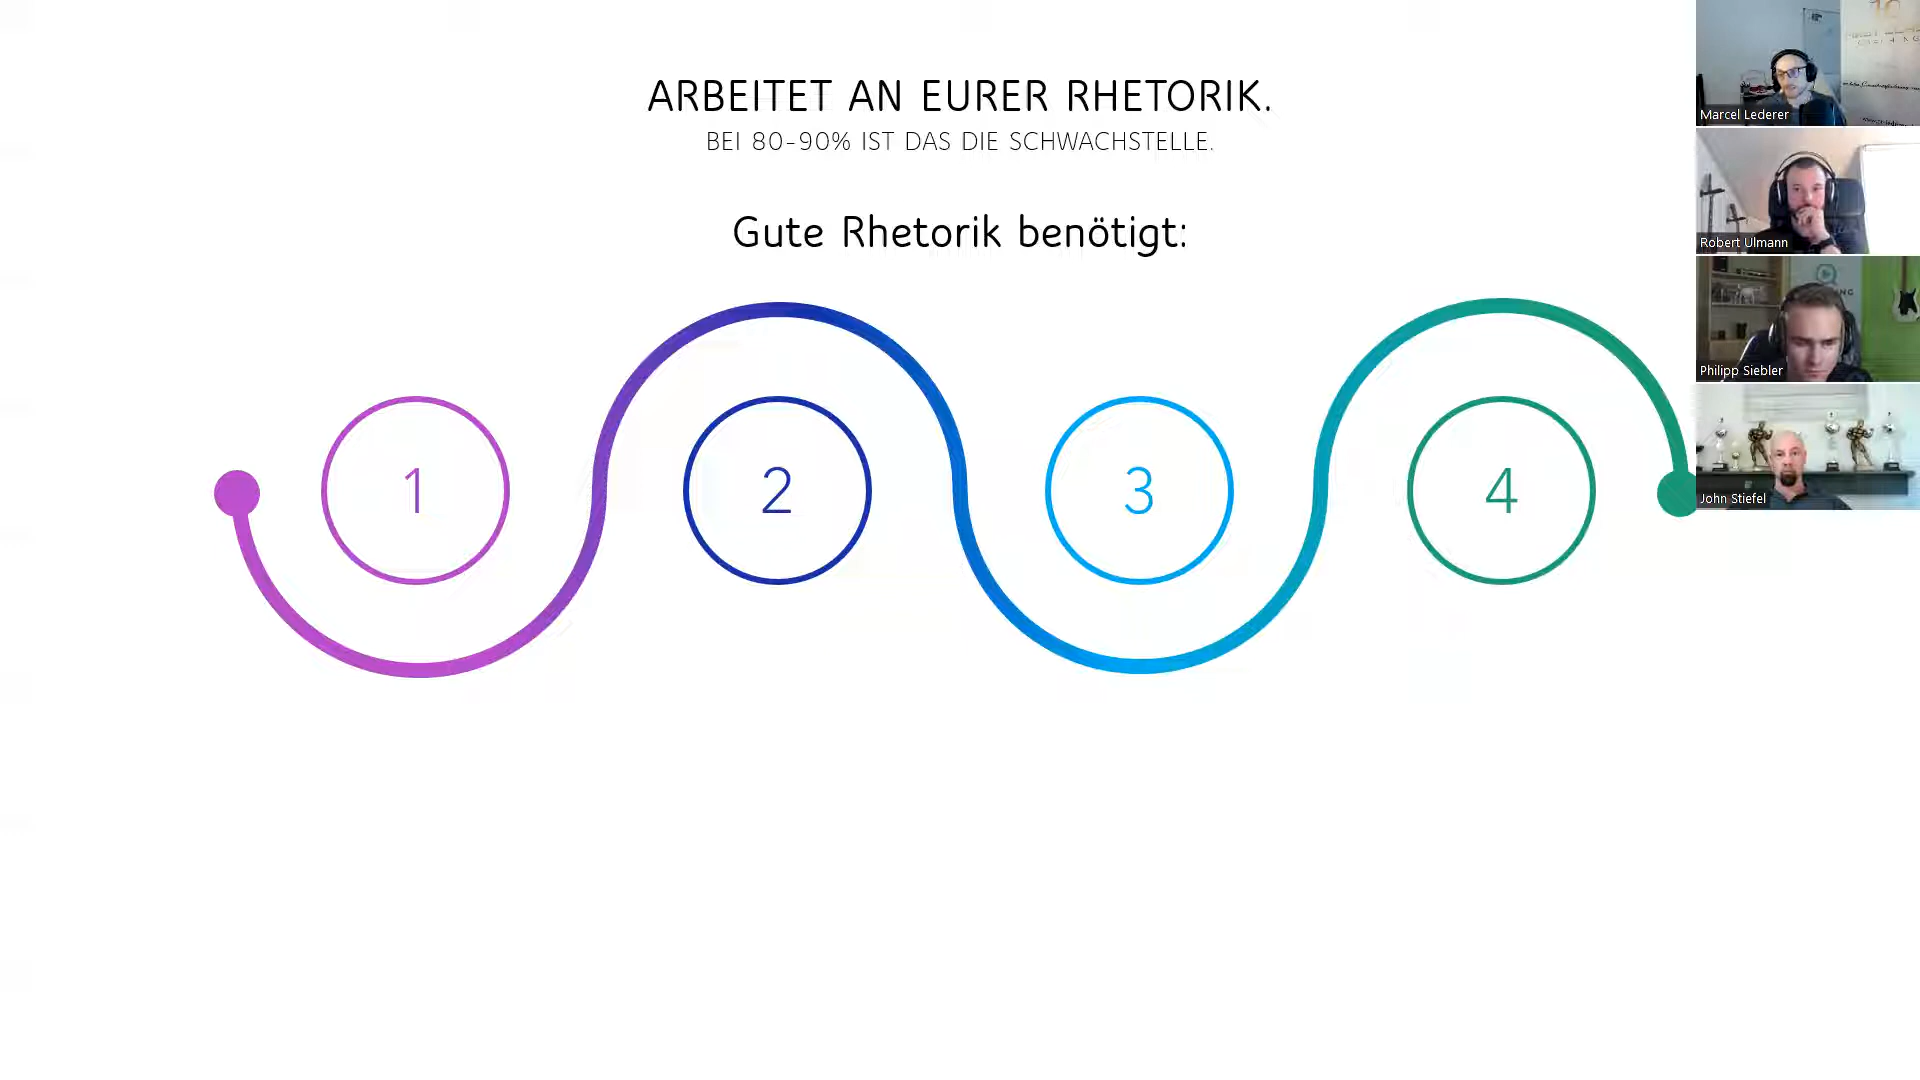 ARBEITET AN EURER RHETORIK.
BEI 80-90% IST DAS DIE SCHWACHSTELLE.
Gute Rhetorik benötigt:
1
2
3
4
Marcel Lederer
Robert Ulmann
Philipp Siebler
John Stiefel